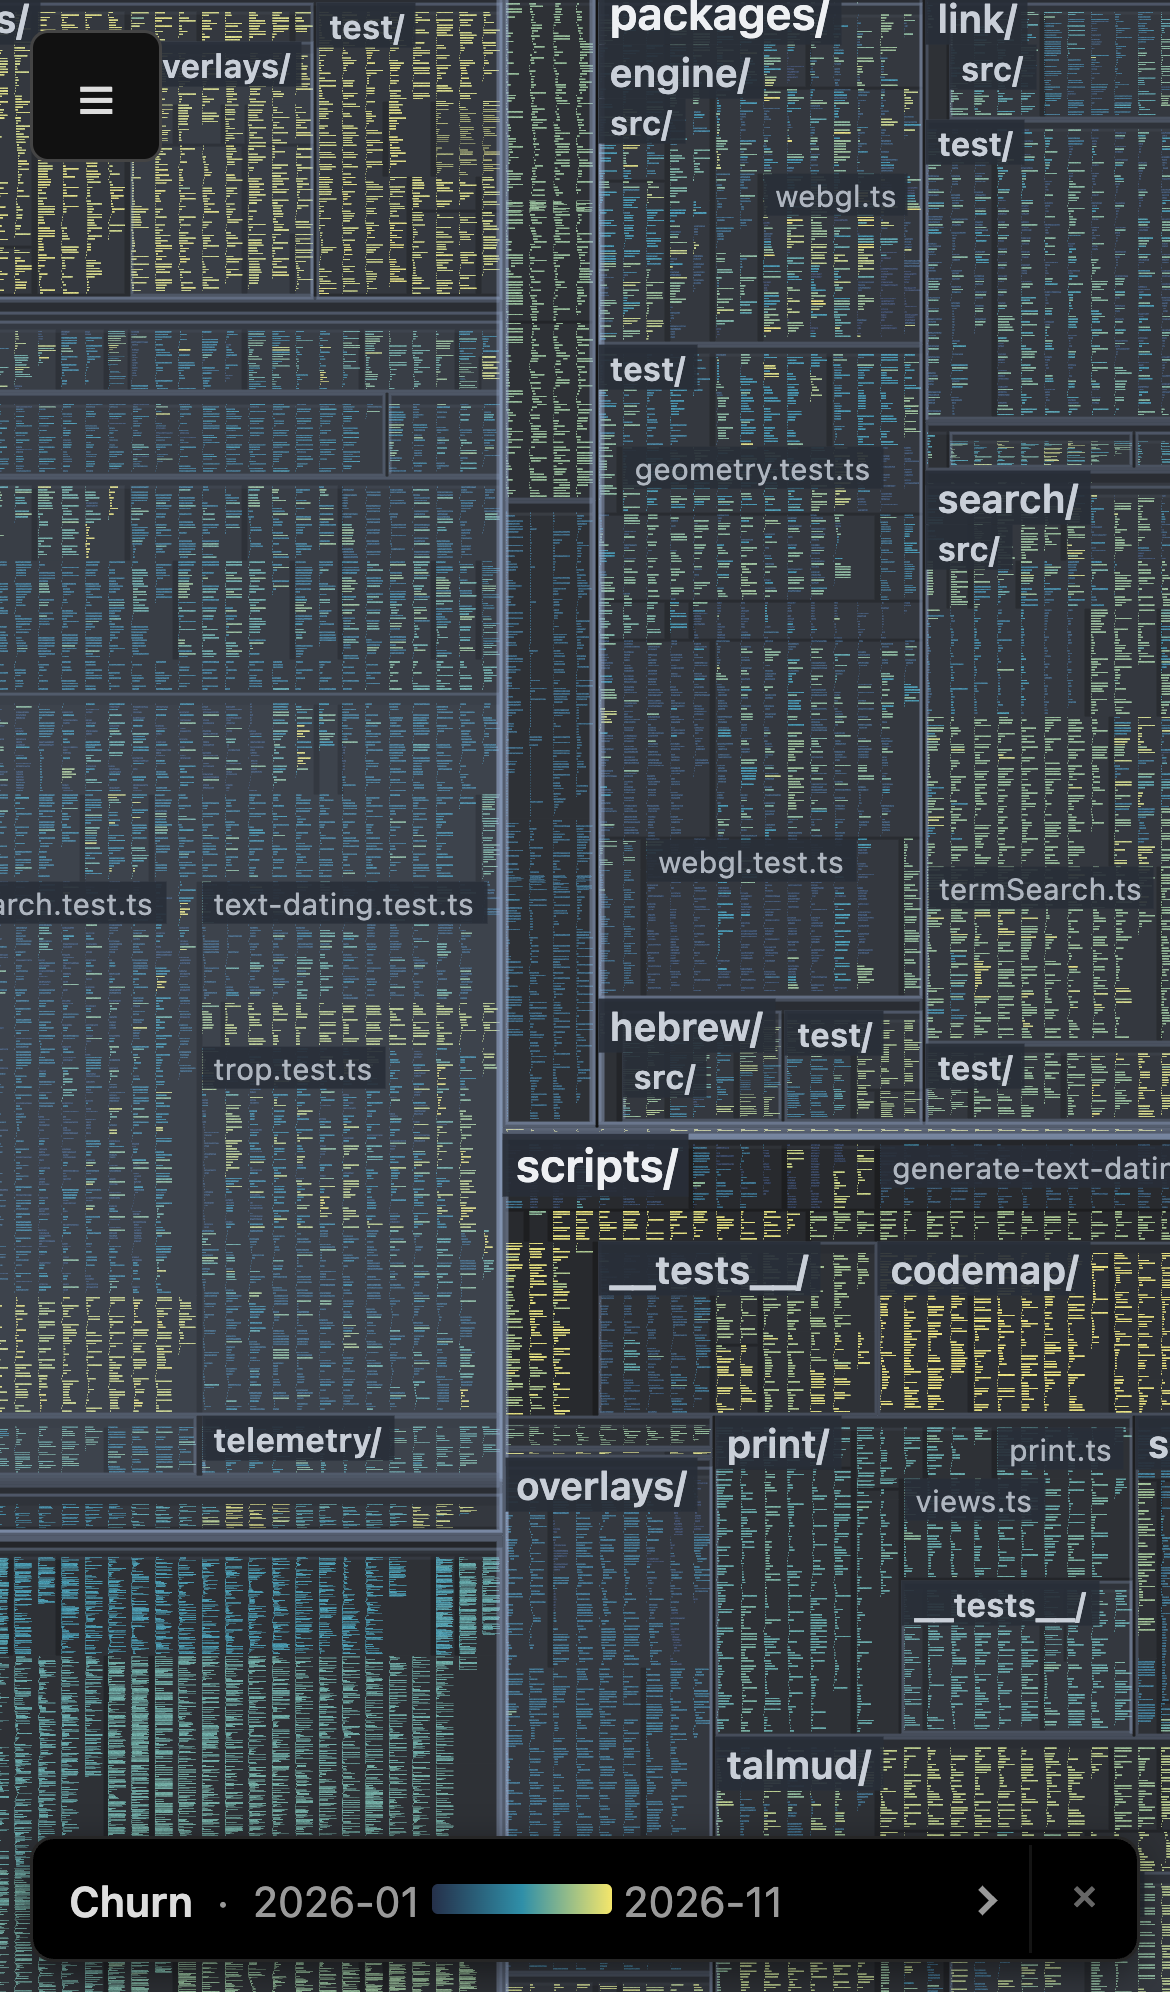 s/
verlays/
test/
packages/
engine/
src/
webgl.ts
link/
src/
test/
test/
geometry.test.ts
search/
src/
webgl.test.ts
termSearch.ts
arch.test.ts
text-dating.test.ts
trop.test.ts
hebrew/
src/
test/
test/
scripts/
generate-text-datin
__tests__/
codemap/
telemetry/
print/
print.ts
s
overlays/
views.ts
__tests__/
talmud/
Churn · 2026-01 2026-11